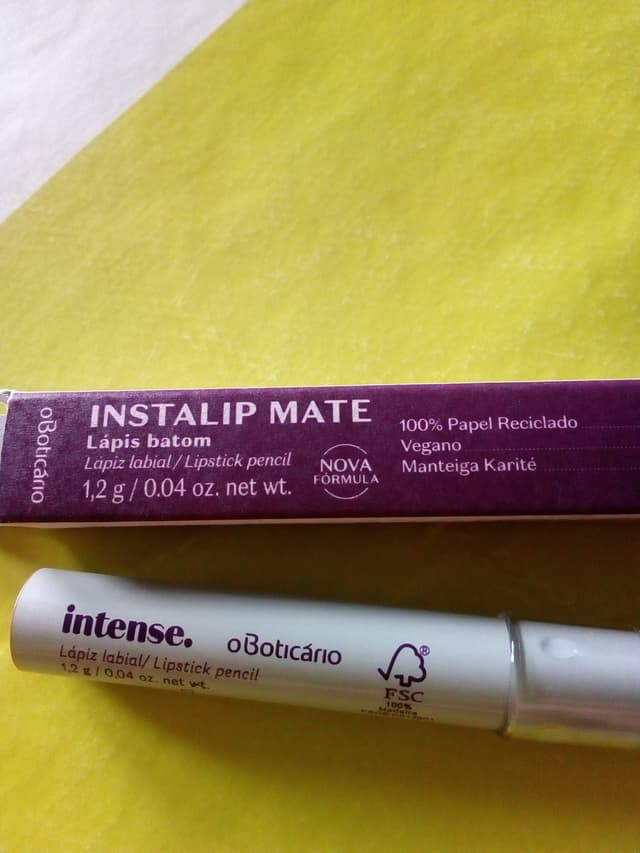 oBoticário
INSTALIP MATE
Lápis batom
Lápiz labial / Lipstick pencil
1,2 g / 0.04 oz. net wt.
NOVA
FÓRMULA
100% Papel Reciclado
Vegano
Manteiga Karité
intense.
Lápiz labial/ Lipstick pencil
1,2 g / 0,04 oz. net wt.
oBoticário
®
FSC
100%
Madeira